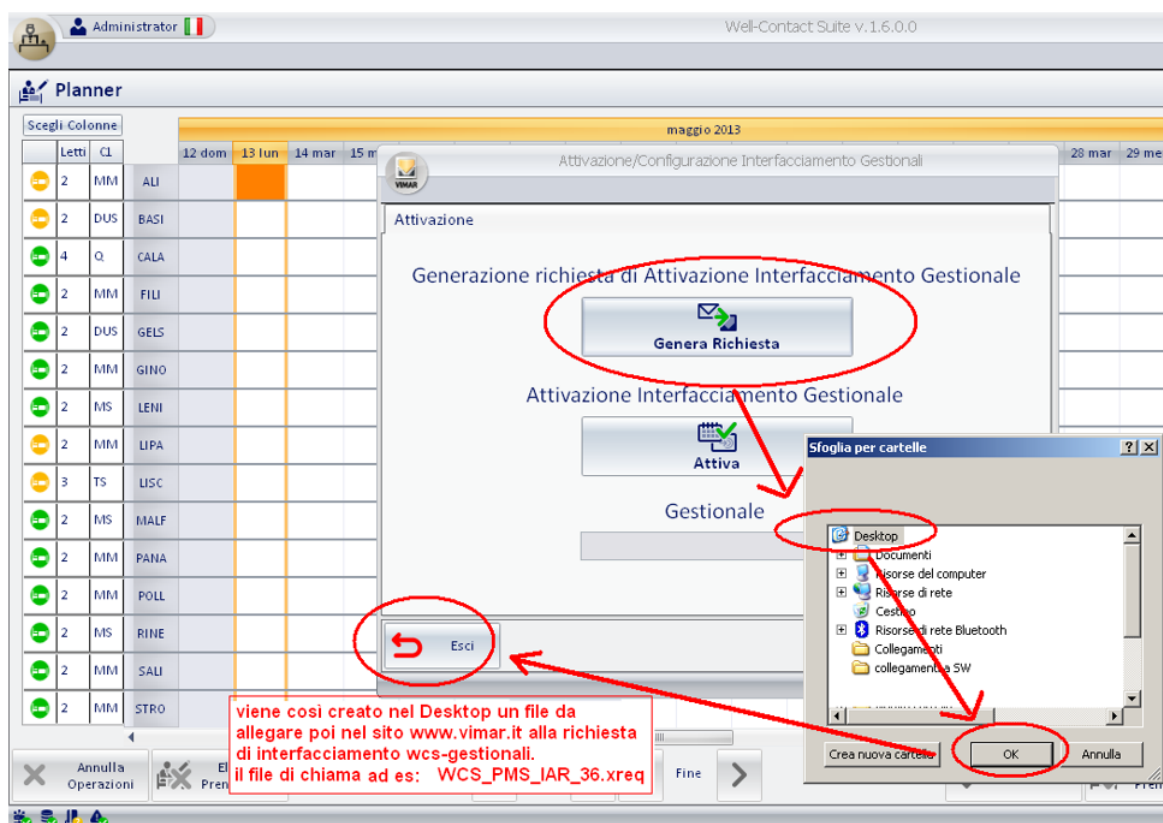 Administrator
Well-Contact Suite v.1.6.0.0
Planner
Scegli Colonne
maggio 2013
Letti C1 12 dom 13 lun 14 mar 15 m 28 mar 29 me
2 MM ALI
2 DUS BASI
4 Q CALA
2 MM FILI
2 DUS GELS
2 MM GINO
2 MS LENI
2 MM LIPA
3 TS LISC
2 MS MALF
2 MM PANA
2 MM POLL
2 MS RINE
2 MM SALI
2 MM STRO
Attivazione/Configurazione Interfacciamento Gestionali
VIMAR
Attivazione
Generazione richiesta di Attivazione Interfacciamento Gestionale
Genera Richiesta
Attivazione Interfacciamento Gestionale
Attiva
Gestionale
Esci
Sfoglia per cartelle
Desktop
Documenti
Risorse del computer
Risorse di rete
Cestino
Risorse di rete Bluetooth
Collegamenti
collegamenti a SW
Crea nuova cartella OK Annulla
viene così creato nel Desktop un file da
allegare poi nel sito www.vimar.it alla richiesta
di interfacciamento wcs-gestionali.
il file di chiama ad es: WCS_PMS_IAR_36.xreq
Annulla
Operazioni
El
Pren
Fine